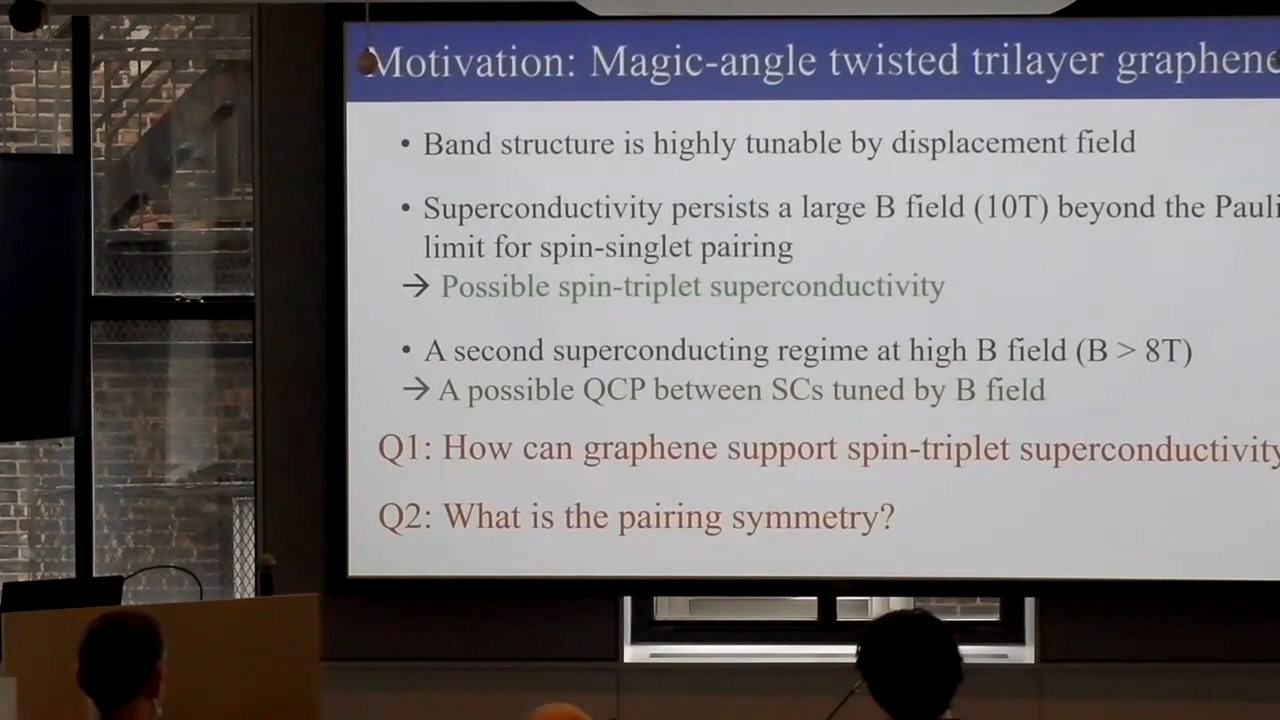 Motivation: Magic-angle twisted trilayer graphene
• Band structure is highly tunable by displacement field
• Superconductivity persists a large B field (10T) beyond the Pauli
limit for spin-singlet pairing
→ Possible spin-triplet superconductivity
• A second superconducting regime at high B field (B > 8T)
→ A possible QCP between SCs tuned by B field
Q1: How can graphene support spin-triplet superconductivity
Q2: What is the pairing symmetry?